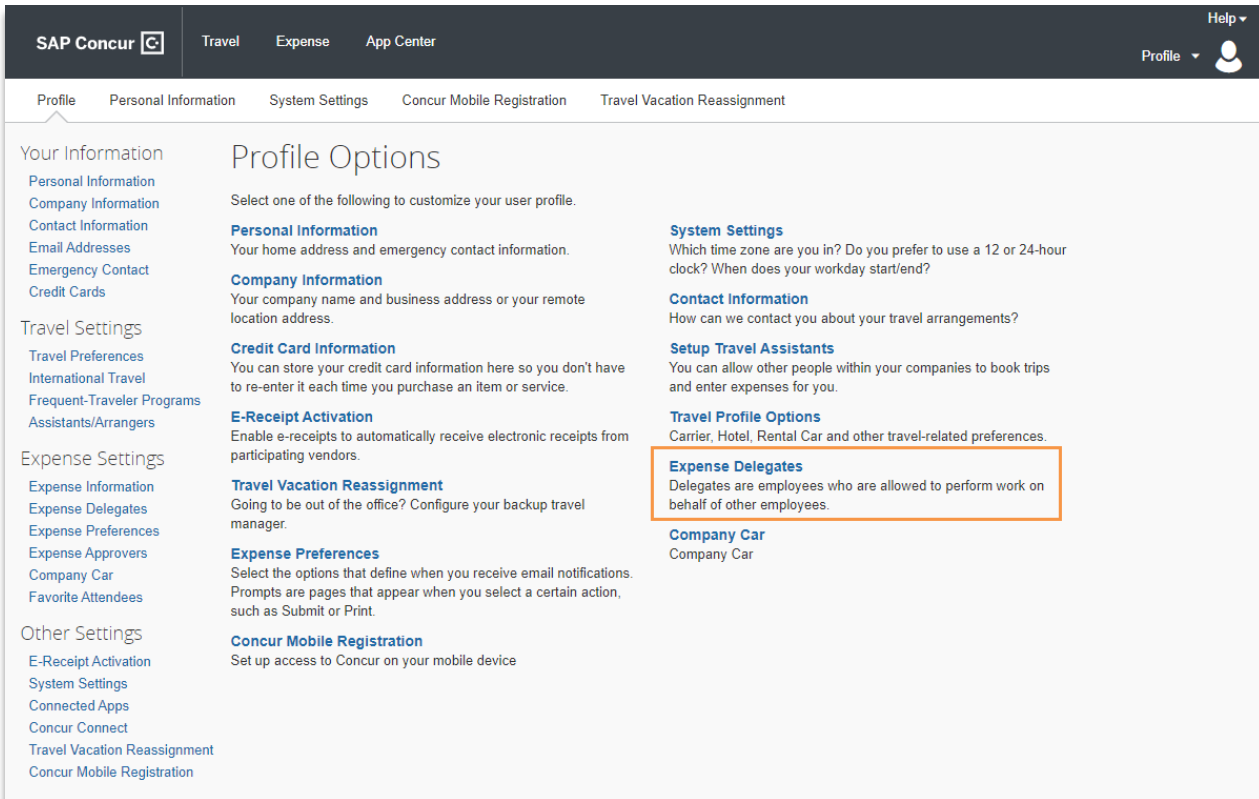 Help
SAP Concur C.
Travel
Expense
App Center
Profile
Profile
Personal Information
System Settings
Concur Mobile Registration
Travel Vacation Reassignment
Your Information
Personal Information
Company Information
Contact Information
Email Addresses
Emergency Contact
Credit Cards
Travel Settings
Travel Preferences
International Travel
Frequent-Traveler Programs
Assistants/Arrangers
Expense Settings
Expense Information
Expense Delegates
Expense Preferences
Expense Approvers
Company Car
Favorite Attendees
Other Settings
E-Receipt Activation
System Settings
Connected Apps
Concur Connect
Travel Vacation Reassignment
Concur Mobile Registration
Profile Options
Select one of the following to customize your user profile.
Personal Information
Your home address and emergency contact information.
Company Information
Your company name and business address or your remote
location address.
Credit Card Information
You can store your credit card information here so you don't have
to re-enter it each time you purchase an item or service.
E-Receipt Activation
Enable e-receipts to automatically receive electronic receipts from
participating vendors.
Travel Vacation Reassignment
Going to be out of the office? Configure your backup travel
manager.
Expense Preferences
Select the options that define when you receive email notifications.
Prompts are pages that appear when you select a certain action,
such as Submit or Print.
Concur Mobile Registration
Set up access to Concur on your mobile device
System Settings
Which time zone are you in? Do you prefer to use a 12 or 24-hour
clock? When does your workday start/end?
Contact Information
How can we contact you about your travel arrangements?
Setup Travel Assistants
You can allow other people within your companies to book trips
and enter expenses for you.
Travel Profile Options
Carrier, Hotel, Rental Car and other travel-related preferences.
Expense Delegates
Delegates are employees who are allowed to perform work on
behalf of other employees.
Company Car
Company Car